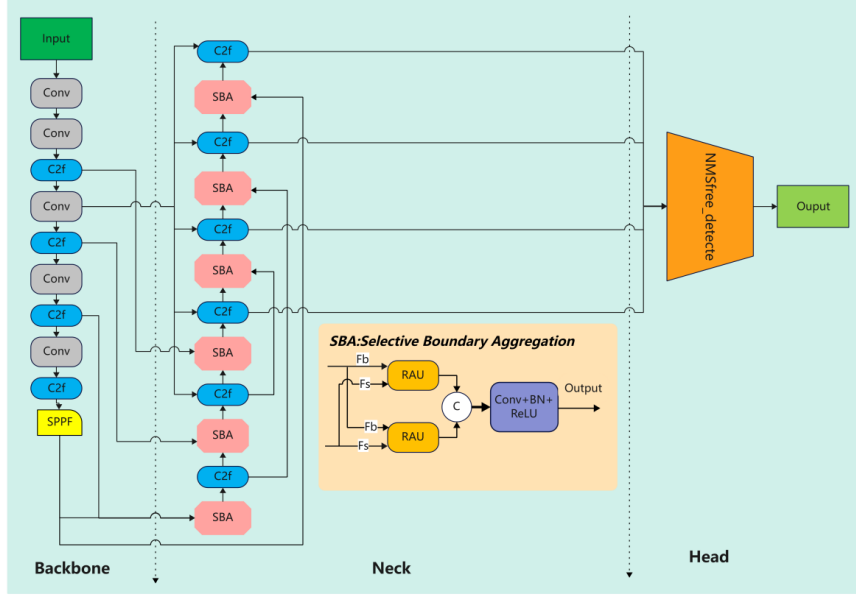 Input
Conv
Conv
C2f
Conv
C2f
Conv
C2f
Conv
C2f
SPPF
Backbone
C2f
SBA
C2f
SBA
C2f
SBA
C2f
SBA
C2f
SBA
C2f
SBA
Neck
SBA:Selective Boundary Aggregation
Fb
Fs
RAU
Fb
Fs
RAU
C
Conv+BN+
ReLU
Output
NMSfree_detecte
Ouput
Head